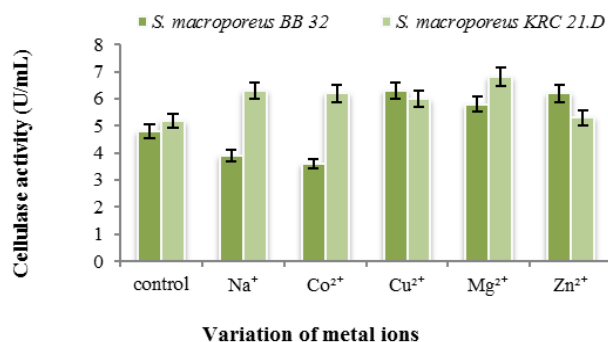 S. macroporeus BB 32 S. macroporeus KRC 21.D
Cellulase activity (U/mL)
8
7
6
5
4
3
2
1
0
control Na⁺ Co²⁺ Cu²⁺ Mg²⁺ Zn²⁺
Variation of metal ions